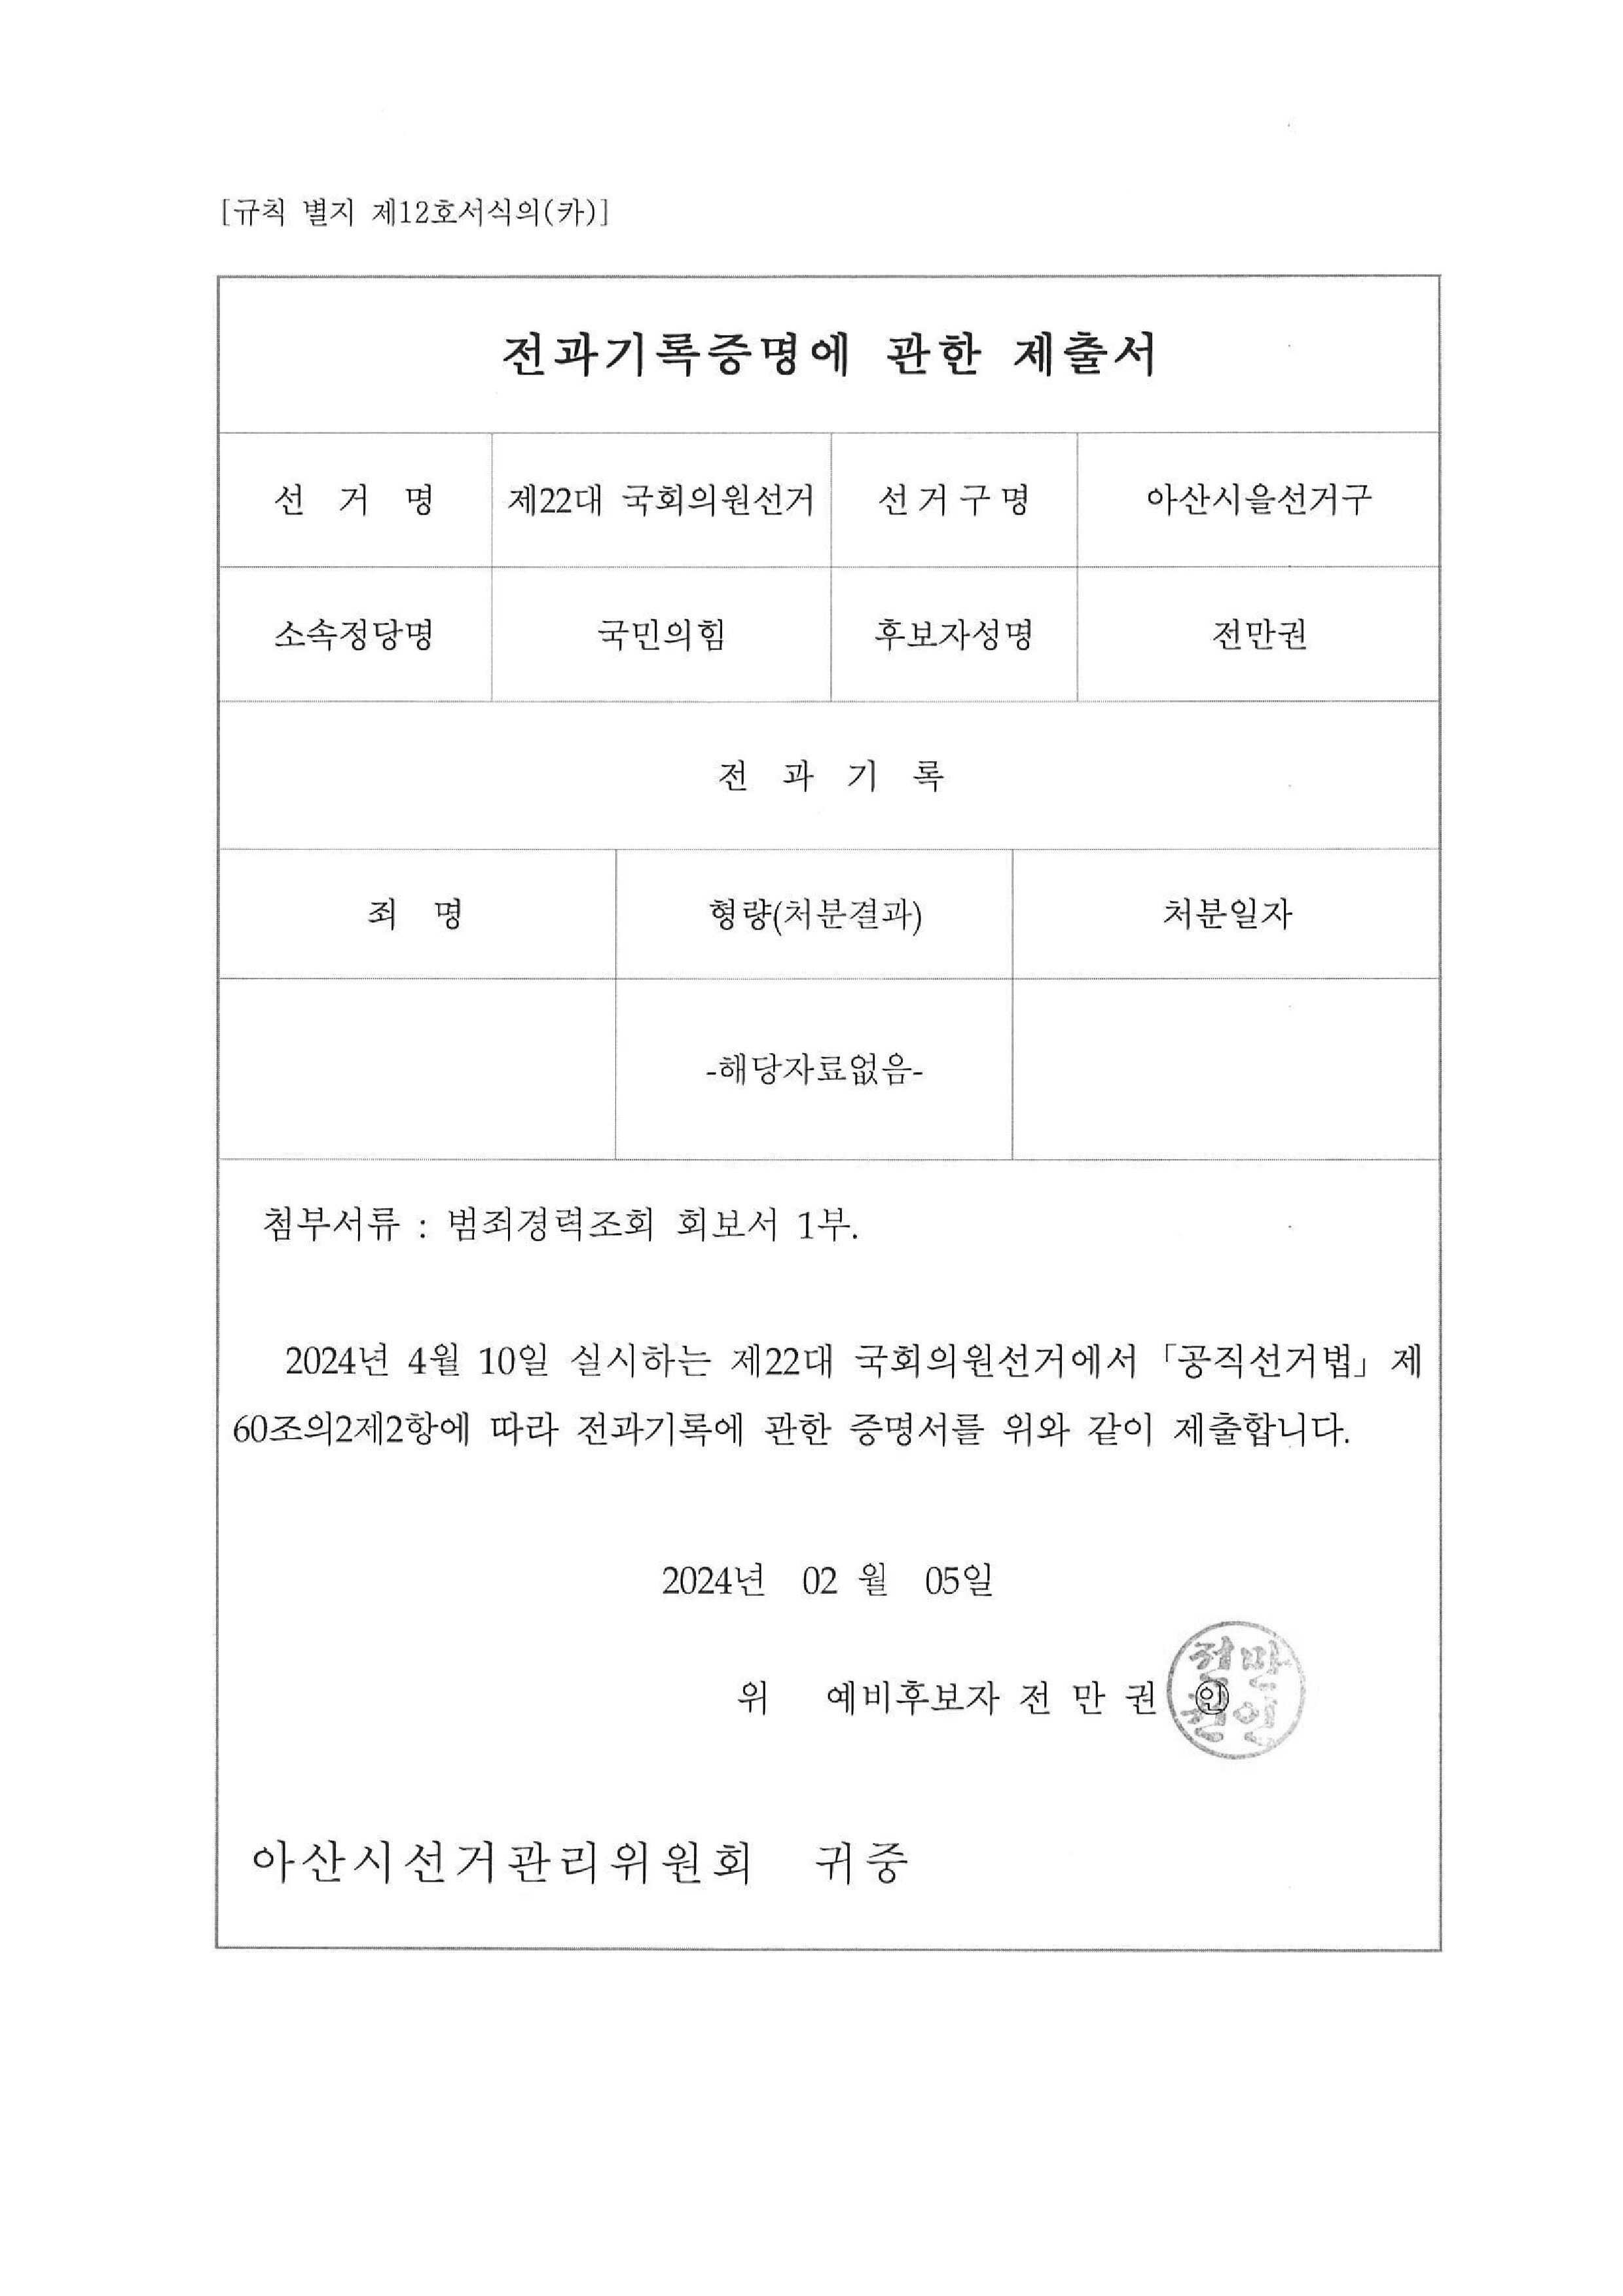 [규칙 별지 제12호서식의(카)]
전과기록증명에 관한 제출서
선 거 명 제22대 국회의원선거 선거구명 아산시을선거구
소속정당명 국민의힘 후보자성명 전만권
전 과 기 록
죄 명 형량(처분결과) 처분일자
-해당자료없음-
첨부서류 : 범죄경력조회 회보서 1부.
2024년 4월 10일 실시하는 제22대 국회의원선거에서 「공직선거법」 제
60조의2제2항에 따라 전과기록에 관한 증명서를 위와 같이 제출합니다.
2024년 02 월 05일
위 예비후보자 전 만 권 ㊞
전만
권인
아산시선거관리위원회 귀중